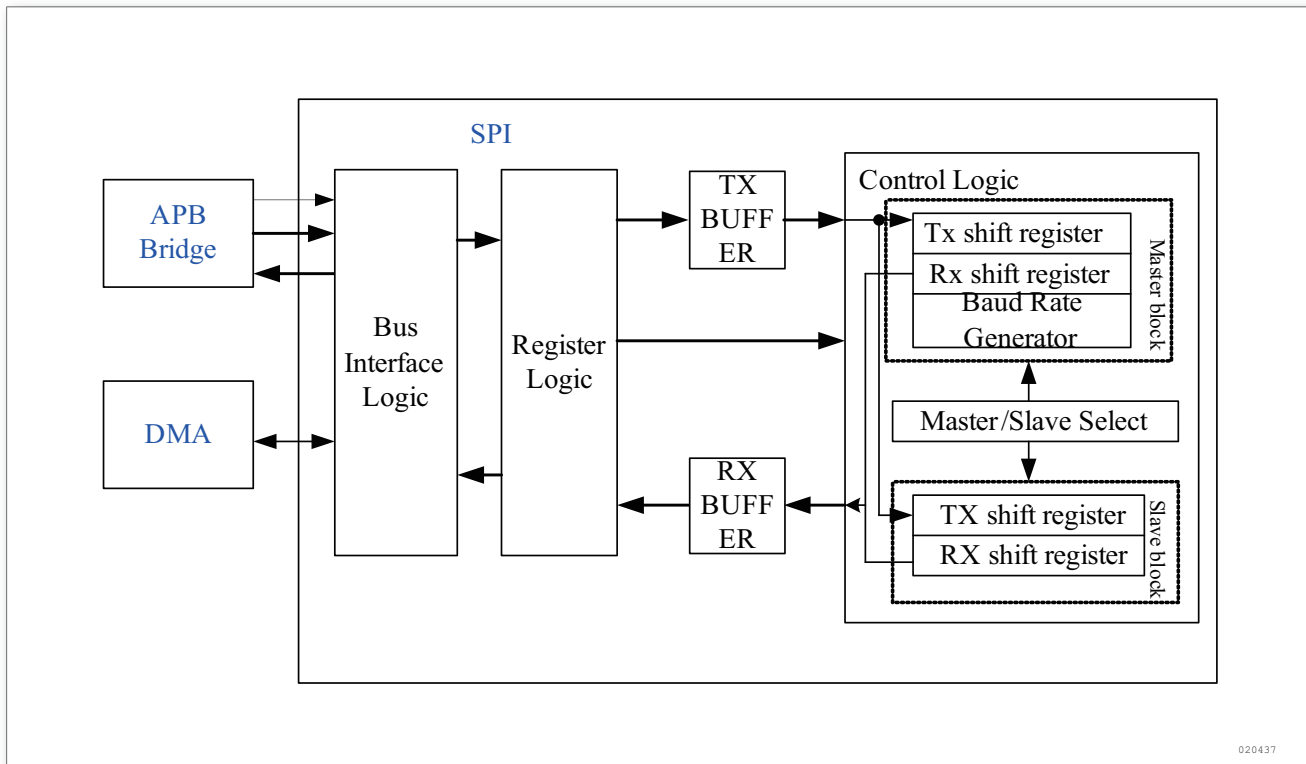 SPI
APB
Bridge
DMA
Bus
Interface
Logic
Register
Logic
TX
BUFF
ER
RX
BUFF
ER
Control Logic
Tx shift register
Rx shift register
Baud Rate
Generator
Master block
Master/Slave Select
TX shift register
RX shift register
Slave block
020437